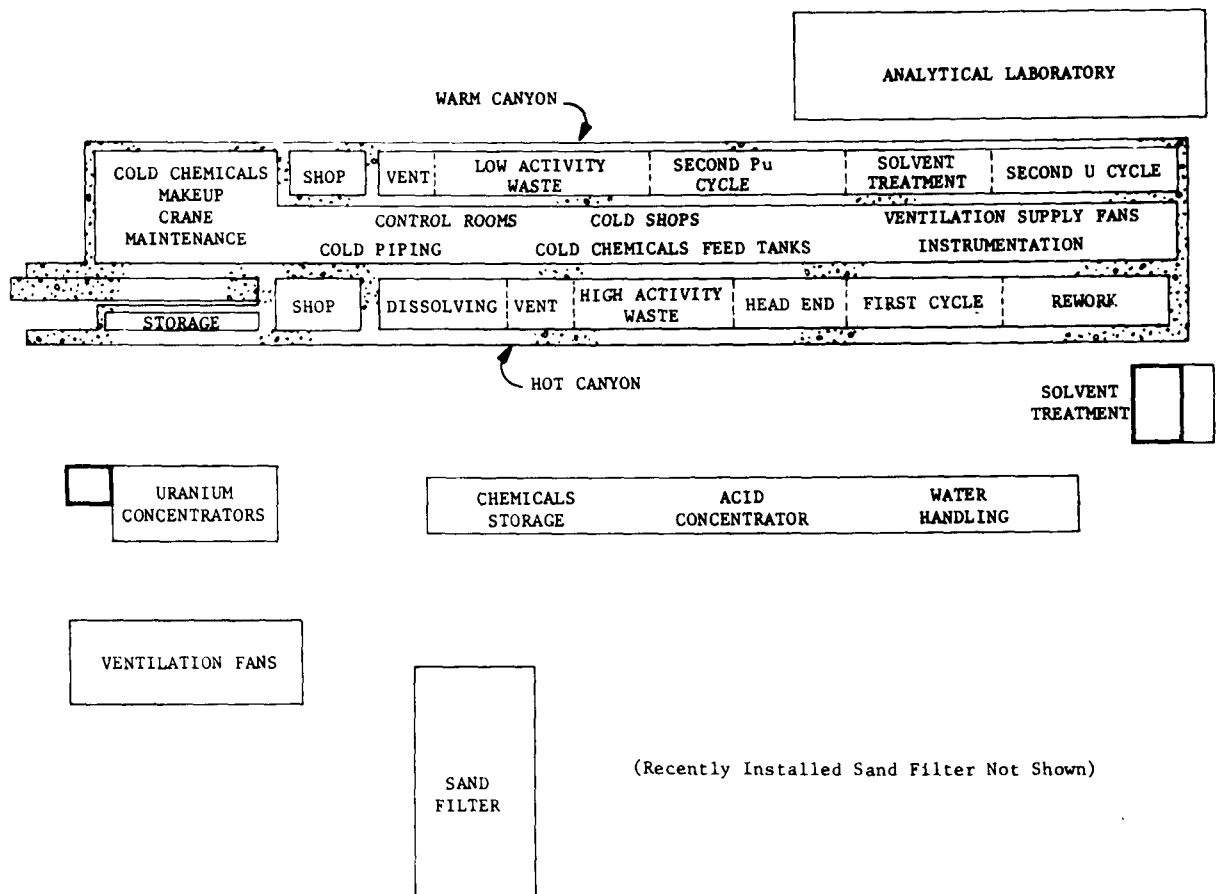 ANALYTICAL LABORATORY
WARM CANYON
COLD CHEMICALS
MAKEUP
CRANE
MAINTENANCE
SHOP
VENT
LOW ACTIVITY
WASTE
SECOND Pu
CYCLE
SOLVENT
TREATMENT
SECOND U CYCLE
CONTROL ROOMS
COLD SHOPS
VENTILATION SUPPLY FANS
COLD PIPING
COLD CHEMICALS FEED TANKS
INSTRUMENTATION
STORAGE
SHOP
DISSOLVING
VENT
HIGH ACTIVITY
WASTE
HEAD END
FIRST CYCLE
REWORK
HOT CANYON
SOLVENT
TREATMENT
URANIUM
CONCENTRATORS
CHEMICALS
STORAGE
ACID
CONCENTRATOR
WATER
HANDLING
VENTILATION FANS
SAND
FILTER
(Recently Installed Sand Filter Not Shown)